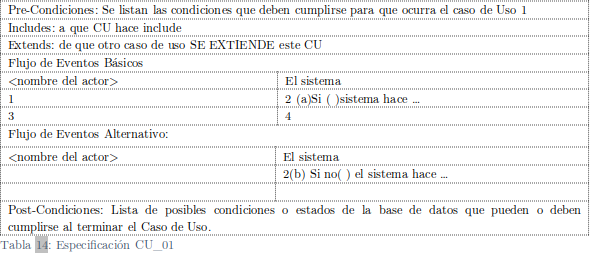 Pre-Condiciones: Se listan las condiciones que deben cumplirse para que ocurra el caso de Uso 1
Includes: a que CU hace include
Extends: de que otro caso de uso SE EXTIENDE este CU
Flujo de Eventos Básicos
<nombre del actor> El sistema
1 2 (a)Si ( )sistema hace ...
3 4
Flujo de Eventos Alternativo:
<nombre del actor> El sistema
2(b) Si no( ) el sistema hace ...
Post-Condiciones: Lista de posibles condiciones o estados de la base de datos que pueden o deben
cumplirse al terminar el Caso de Uso.
Tabla 14: Especificación CU_01